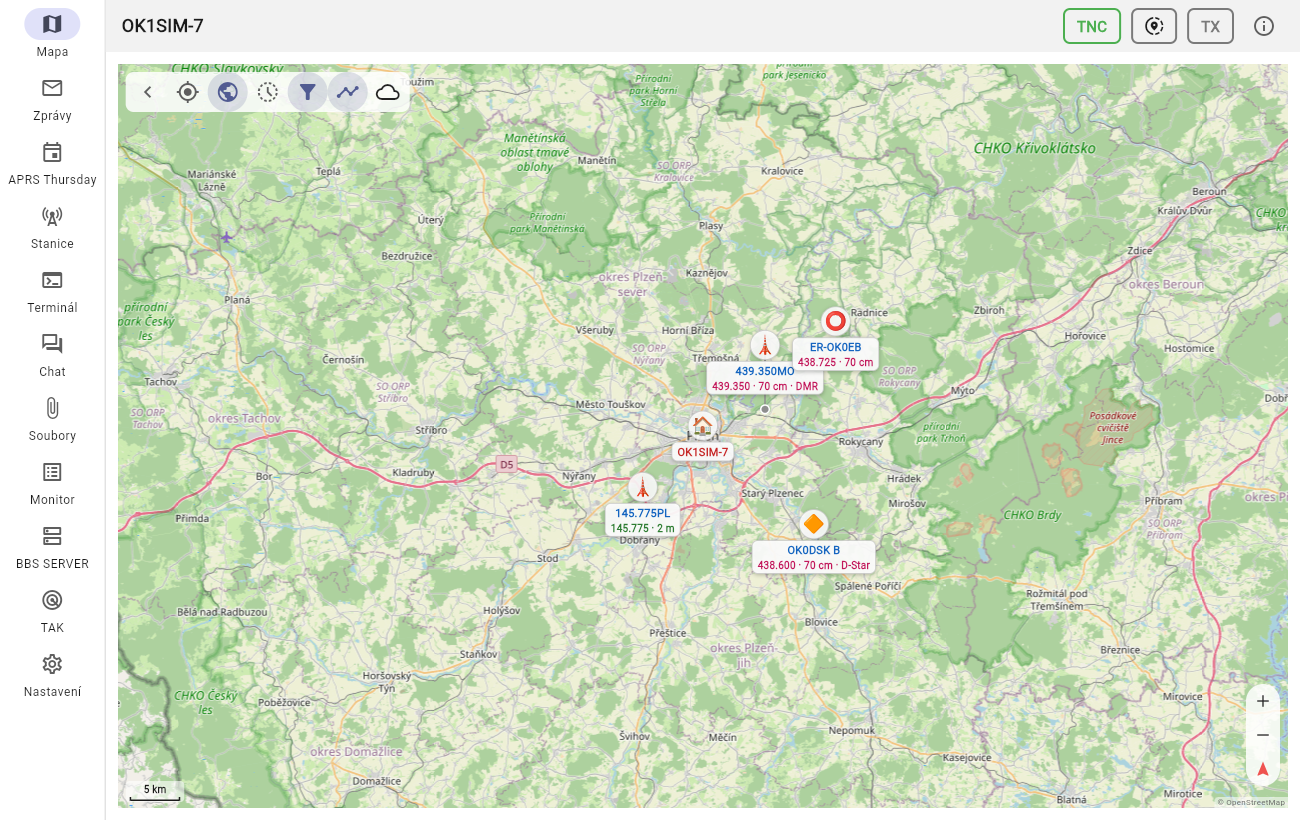 OK1SIM-7
TNC
TX
Mapa
Zprávy
APRS Thursday
Stanice
Terminál
Chat
Soubory
Monitor
BBS SERVER
TAK
Nastavení
CHKO Slavkovský
Přírodní
park Horní
Střela
park Jesenicko
Manětínská
oblast tmavé
oblohy
Manětín
SO ORP
Kralovice
Kralovice
CHKO Křivoklátsko
Mariánské
Lázně
Teplá
Beroun
Králův Dvůr
Úterý
Přírodní
park Manětínská
Plasy
Zdice
Bezdružice
okres Plzeň-
sever
Kaznějov
okres Beroun
Planá
přírodní
park Český
les
Všeruby
Horní Bříza
Radnice
Zbiroh
Hořovice
Hostomice
ER-OK0EB
438.725 · 70 cm
Třemošná
439.350MO
439.350 · 70 cm · DMR
Černošín
SO ORP
Nýřany
SO ORP
Rokycany
Tachov
SO ORP
Stříbro
Mýto
SO ORP
Tachov
okres Tachov
Město Touškov
Stříbro
přírodní
park Trhoň
Posádkové
cvičiště
Jince
Rokycany
OK1SIM-7
D5
Bor
Kladruby
Nýřany
Starý Plzenec
Hrádek
Mirošov
Příbram
SO ORP
Příbram
Přimda
145.775PL
145.775 · 2 m
Dobřany
CHKO Brdy
OK0DSK B
438.600 · 70 cm · D-Star
Stod
Spálené Poříčí
Rožmitál pod
Třemšínem
Bělá nad Radbuzou
Holýšov
Blovice
Přeštice
okres Plzeň-
jih
Březnice
Staňkov
Horšovský
Týn
CHKO Český
les
Poběžovice
Mirovice
Švihov
Měčín
Nepomuk
okres Domažlice
Kasejovice
Domažlice
Blatná
Mirotice
5 km
© OpenStreetMap